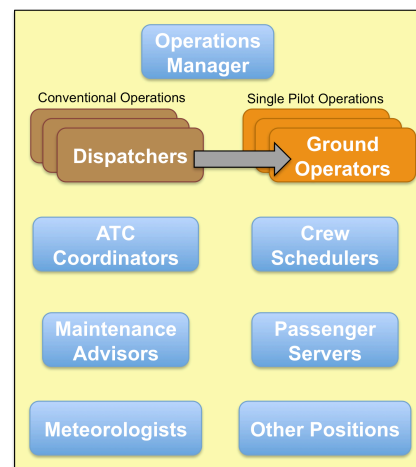 Operations
Manager
Conventional Operations
Single Pilot Operations
Dispatchers
Ground
Operators
ATC
Coordinators
Crew
Schedulers
Maintenance
Advisors
Passenger
Servers
Meteorologists
Other Positions